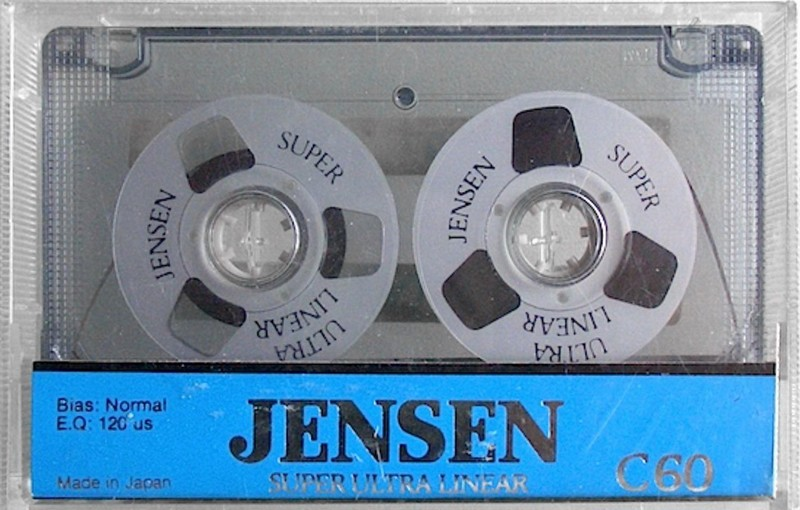 SUPER
JENSEN
ULTRA
LINEAR
SUPER
JENSEN
ULTRA
LINEAR
Bias: Normal
E.Q: 120 us
JENSEN
Made in Japan
SUPER ULTRA LINEAR
C60